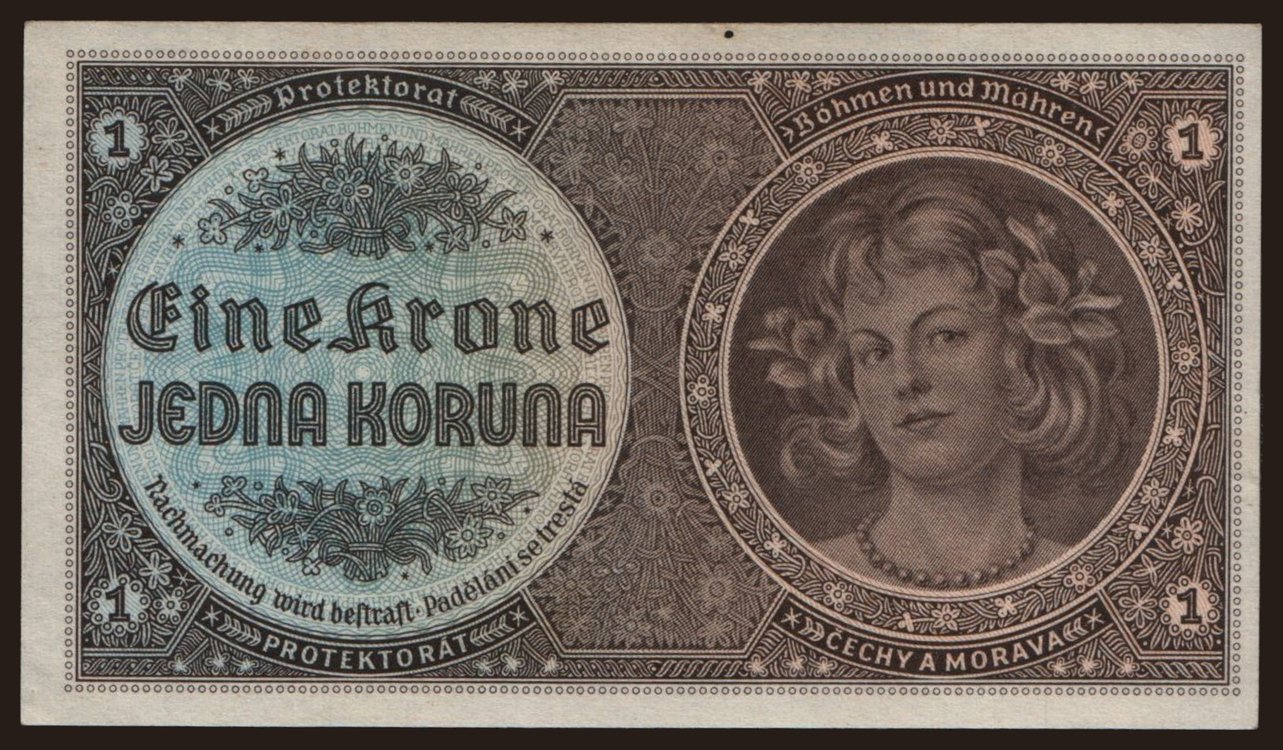 Protektorat
Böhmen und Mähren
1
1
Eine Krone
JEDNA KORUNA
Nachmachung wird bestraft · Padělání se trestá
1
1
PROTEKTORÁT
ČECHY A MORAVA